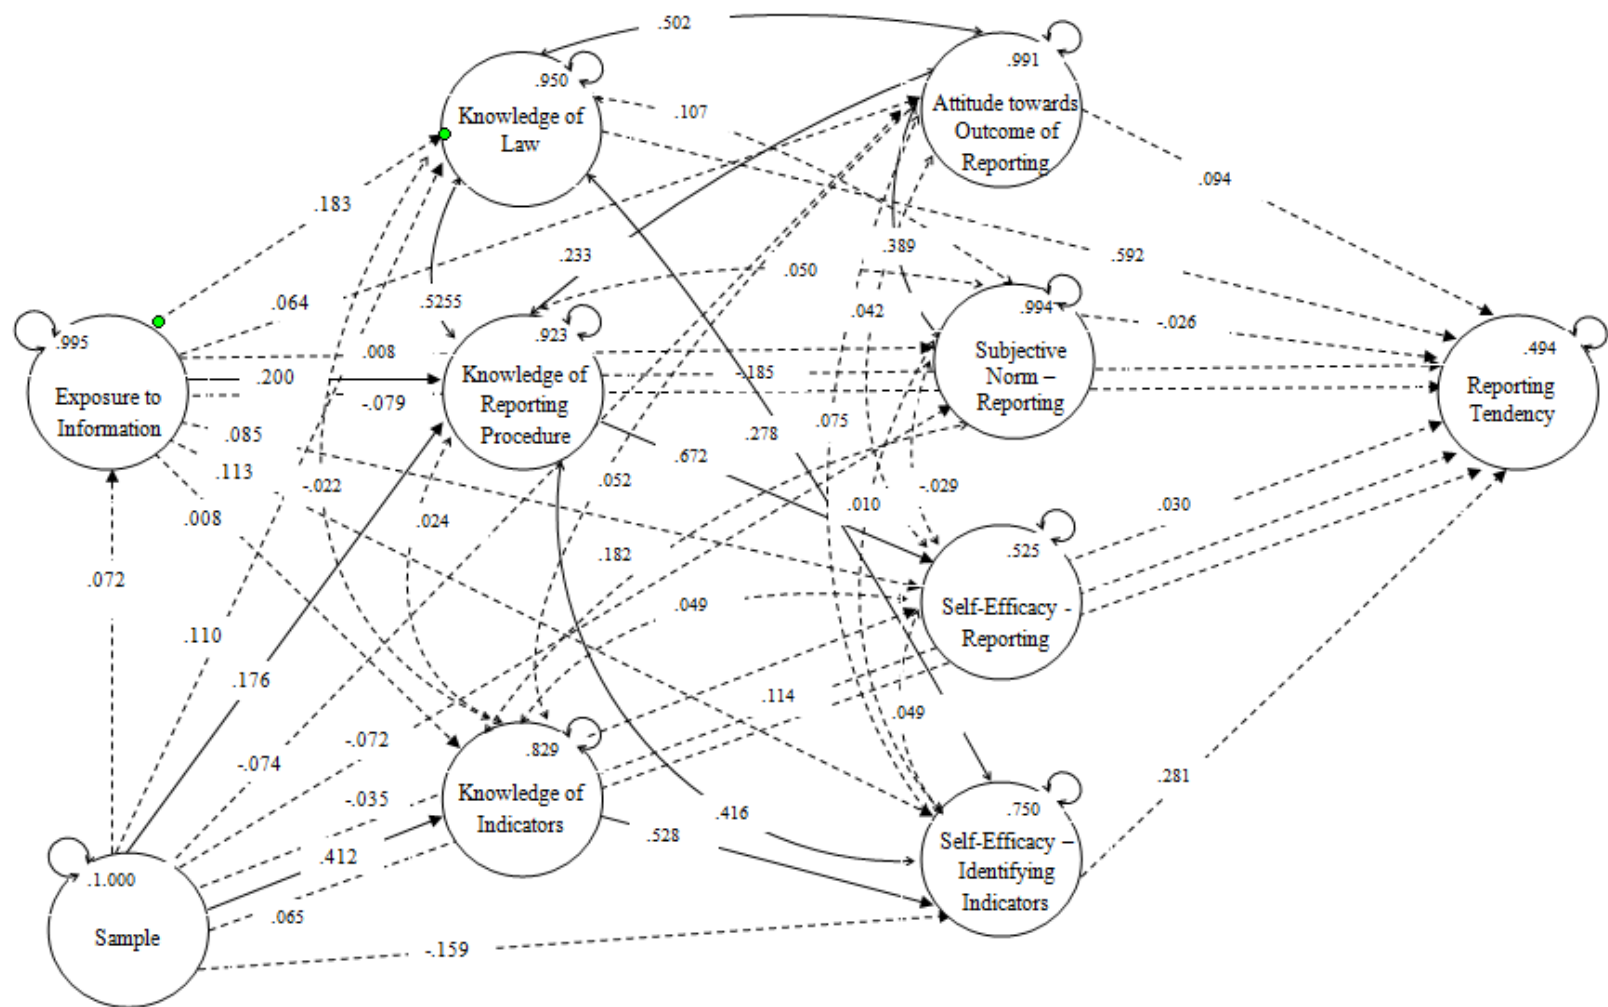 .502
.991
.950
Attitude towards
Outcome of
Reporting
Knowledge of
Law
.107
.094
.183
.389
.233
.050
.592
.064
.5255
.042
.994
-.026
.995
.923
.494
.008
Subjective
Norm –
Reporting
.200
Knowledge of
Reporting
Procedure
.185
Reporting
Tendency
Exposure to
Information
-.079
.085
.075
.278
.113
.672
.052
-.029
-.022
.008
.024
.010
.030
.182
.525
.072
.049
Self-Efficacy -
Reporting
.110
.176
.114
.049
-.072
-.074
.829
.281
-.035
Knowledge of
Indicators
.416
.750
.528
.412
Self-Efficacy –
Identifying
Indicators
.1.000
.065
Sample
-.159